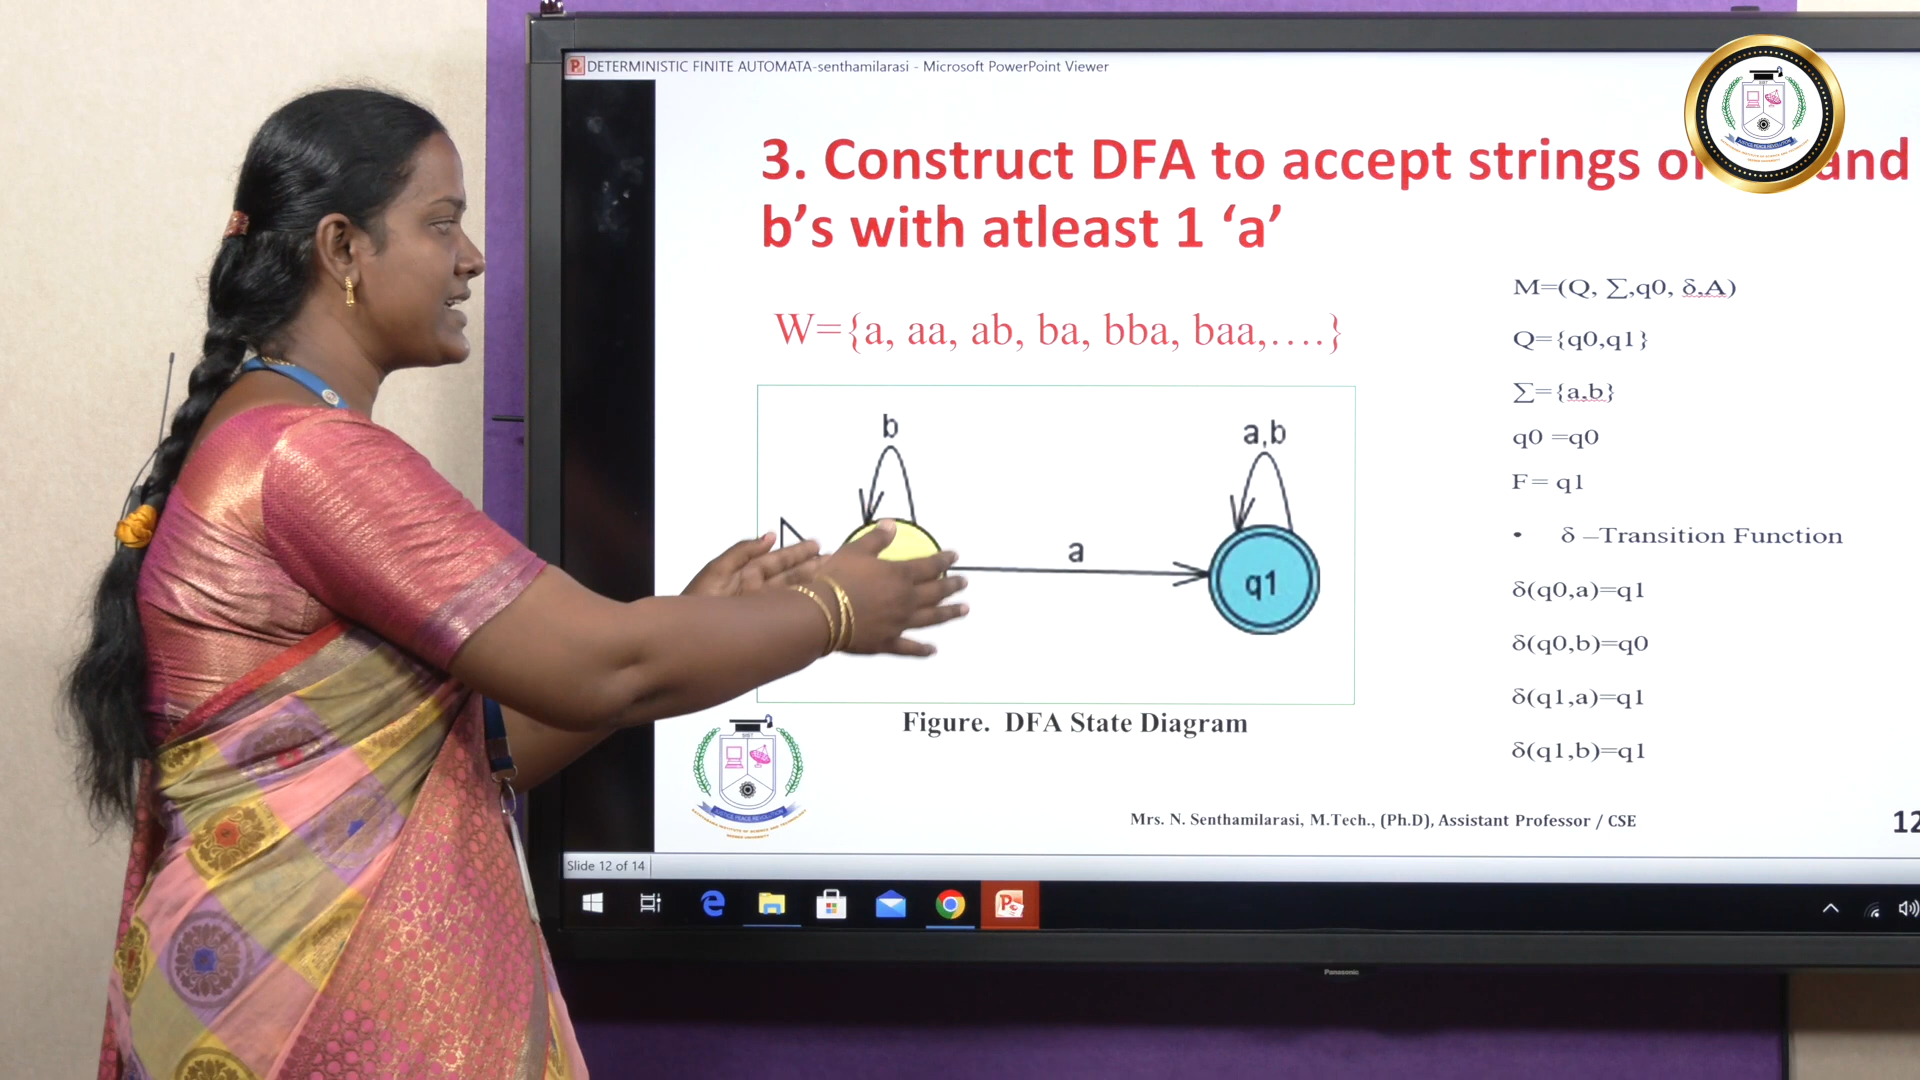 DETERMINISTIC FINITE AUTOMATA-senthamilarasi - Microsoft PowerPoint Viewer
3. Construct DFA to accept strings of and
b’s with atleast 1 ‘a’
W={a, aa, ab, ba, bba, baa,….}
b
a,b
a
q1
Figure. DFA State Diagram
M=(Q, ∑,q0, δ,A)
Q={q0,q1}
∑={a,b}
q0 =q0
F= q1
• δ –Transition Function
δ(q0,a)=q1
δ(q0,b)=q0
δ(q1,a)=q1
δ(q1,b)=q1
Mrs. N. Senthamilarasi, M.Tech., (Ph.D), Assistant Professor / CSE
12
Slide 12 of 14
Panasonic